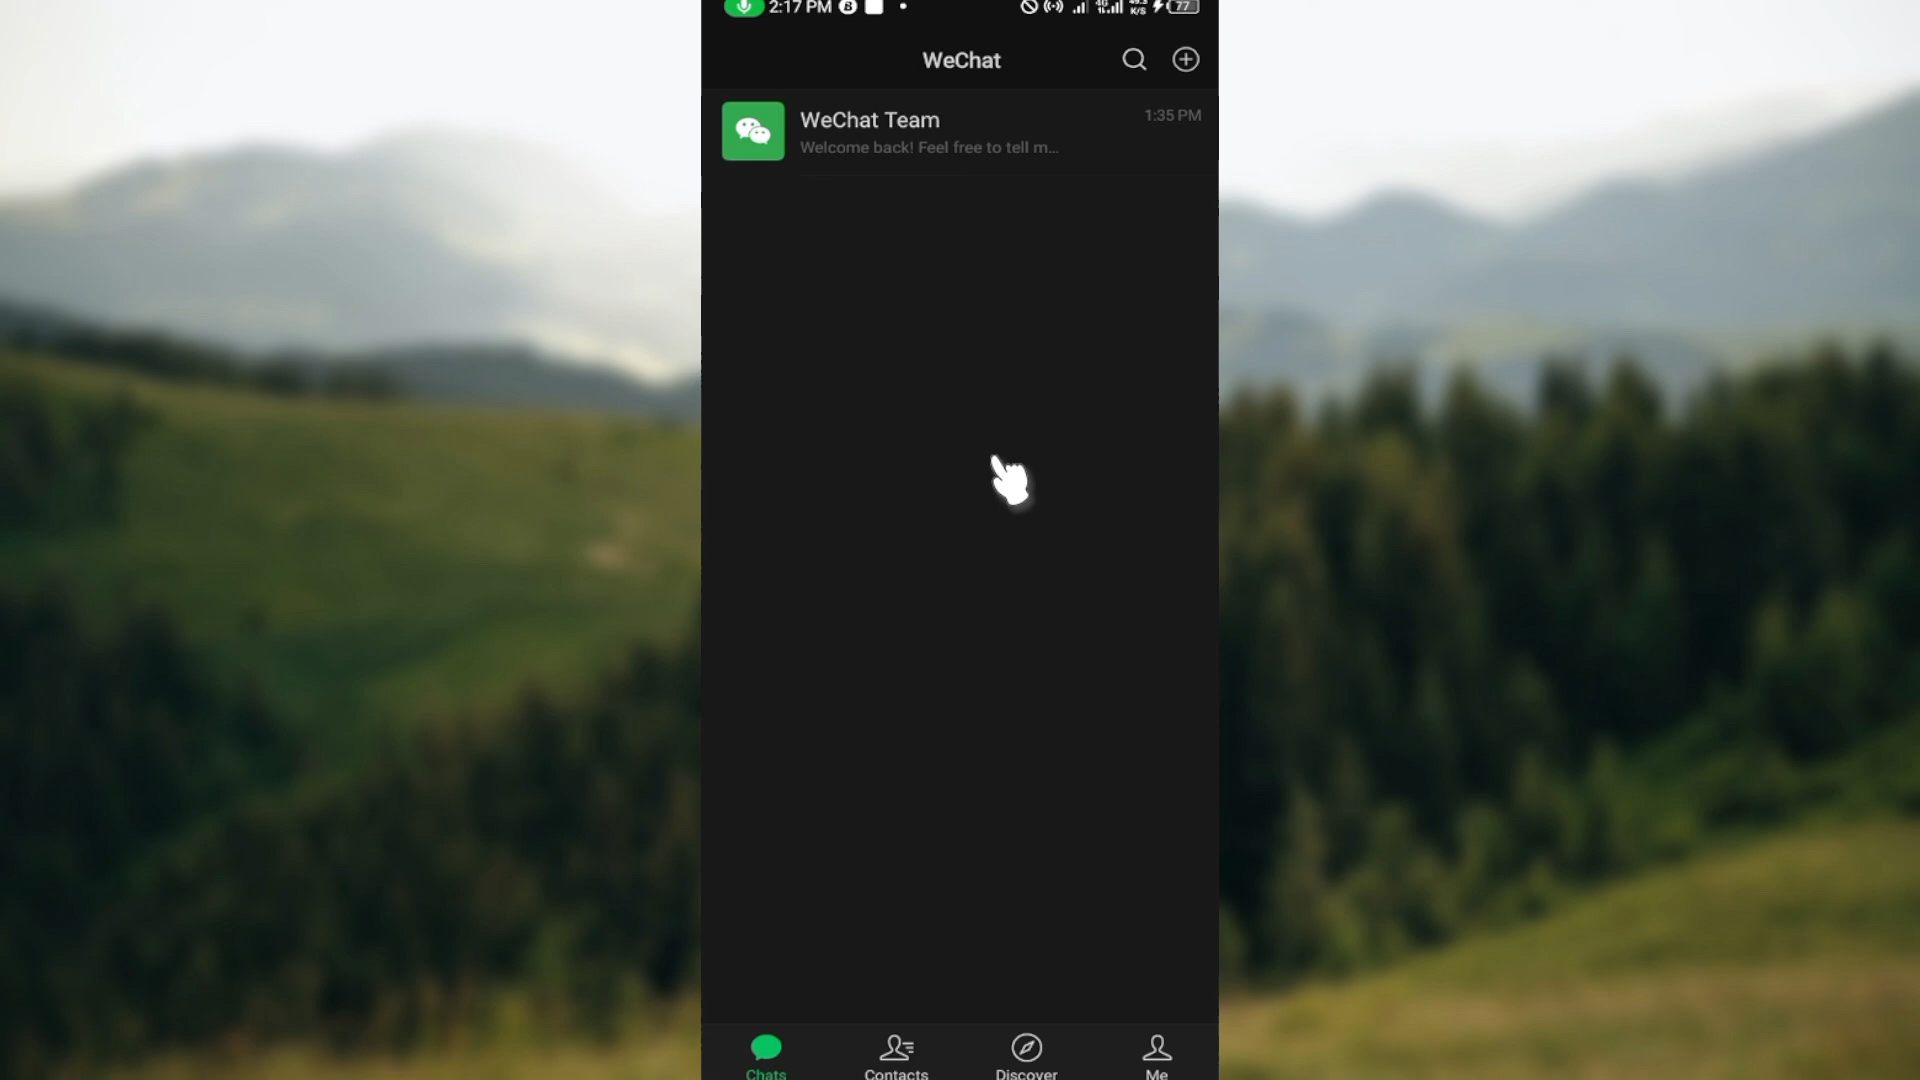 2:17 PM
K/S
77
WeChat
WeChat Team
1:35 PM
Welcome back! Feel free to tell m...
Chats
Contacts
Discover
Me